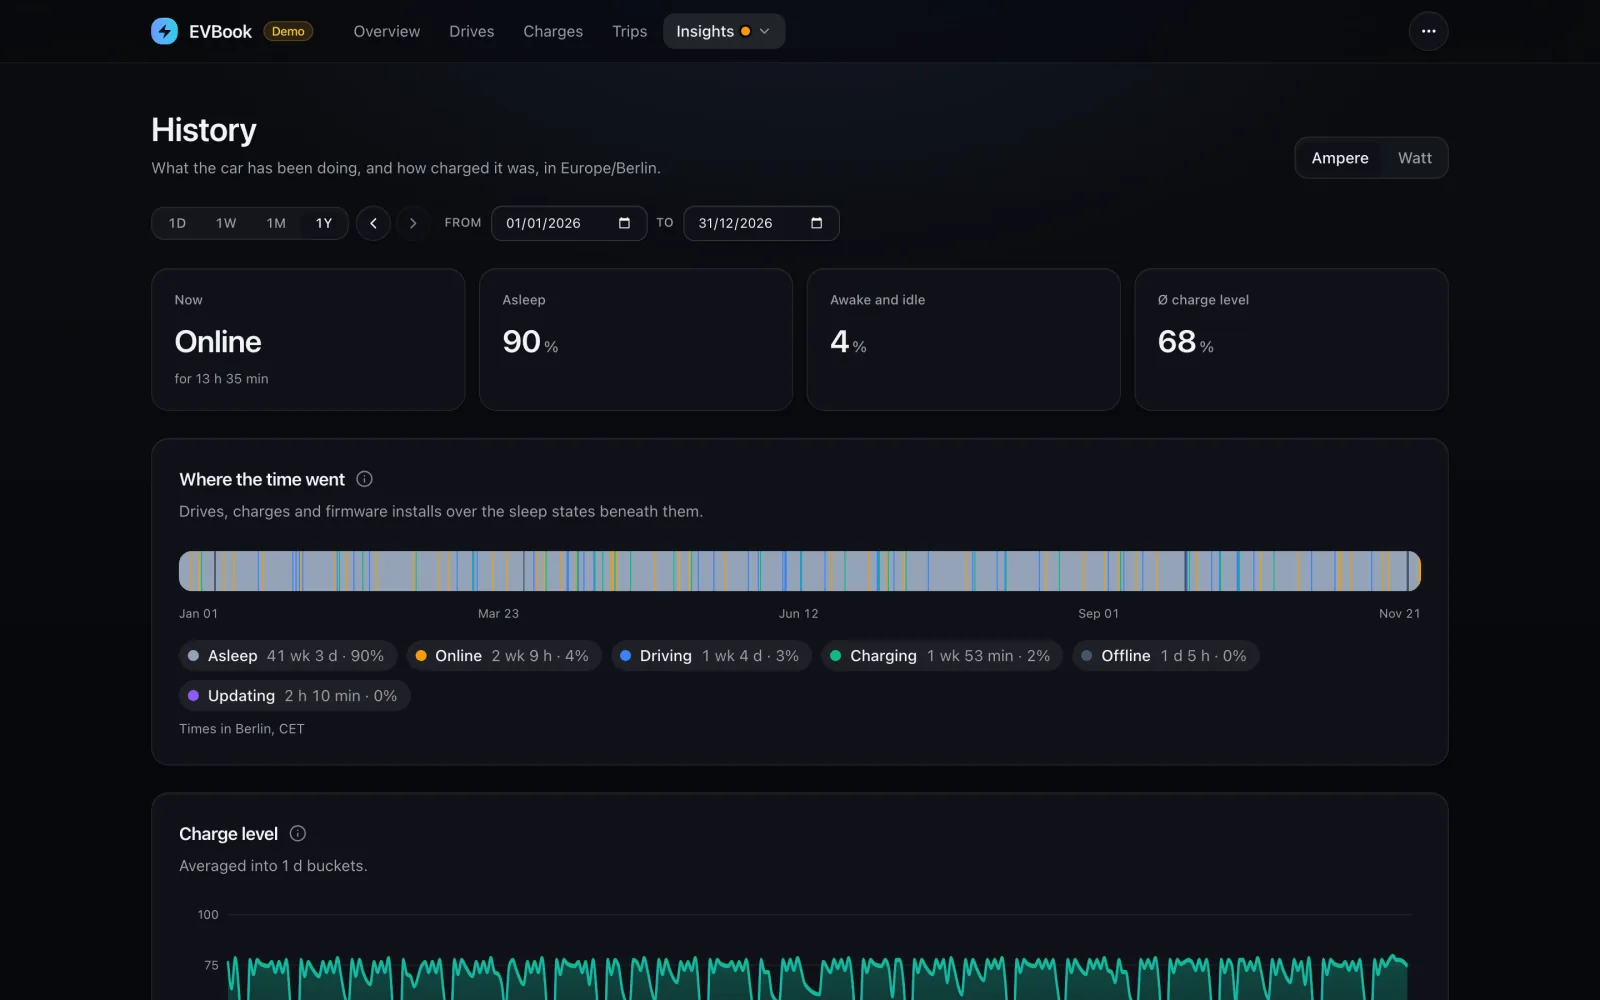 EVBook Demo Overview Drives Charges Trips Insights
History
What the car has been doing, and how charged it was, in Europe/Berlin.
Ampere Watt
1D 1W 1M 1Y FROM 01/01/2026 TO 31/12/2026
Now
Online
for 13 h 35 min
Asleep
90 %
Awake and idle
4 %
Ø charge level
68 %
Where the time went
Drives, charges and firmware installs over the sleep states beneath them.
Jan 01 Mar 23 Jun 12 Sep 01 Nov 21
Asleep 41 wk 3 d · 90% Online 2 wk 9 h · 4% Driving 1 wk 4 d · 3% Charging 1 wk 53 min · 2% Offline 1 d 5 h · 0%
Updating 2 h 10 min · 0%
Times in Berlin, CET
Charge level
Averaged into 1 d buckets.
100
75